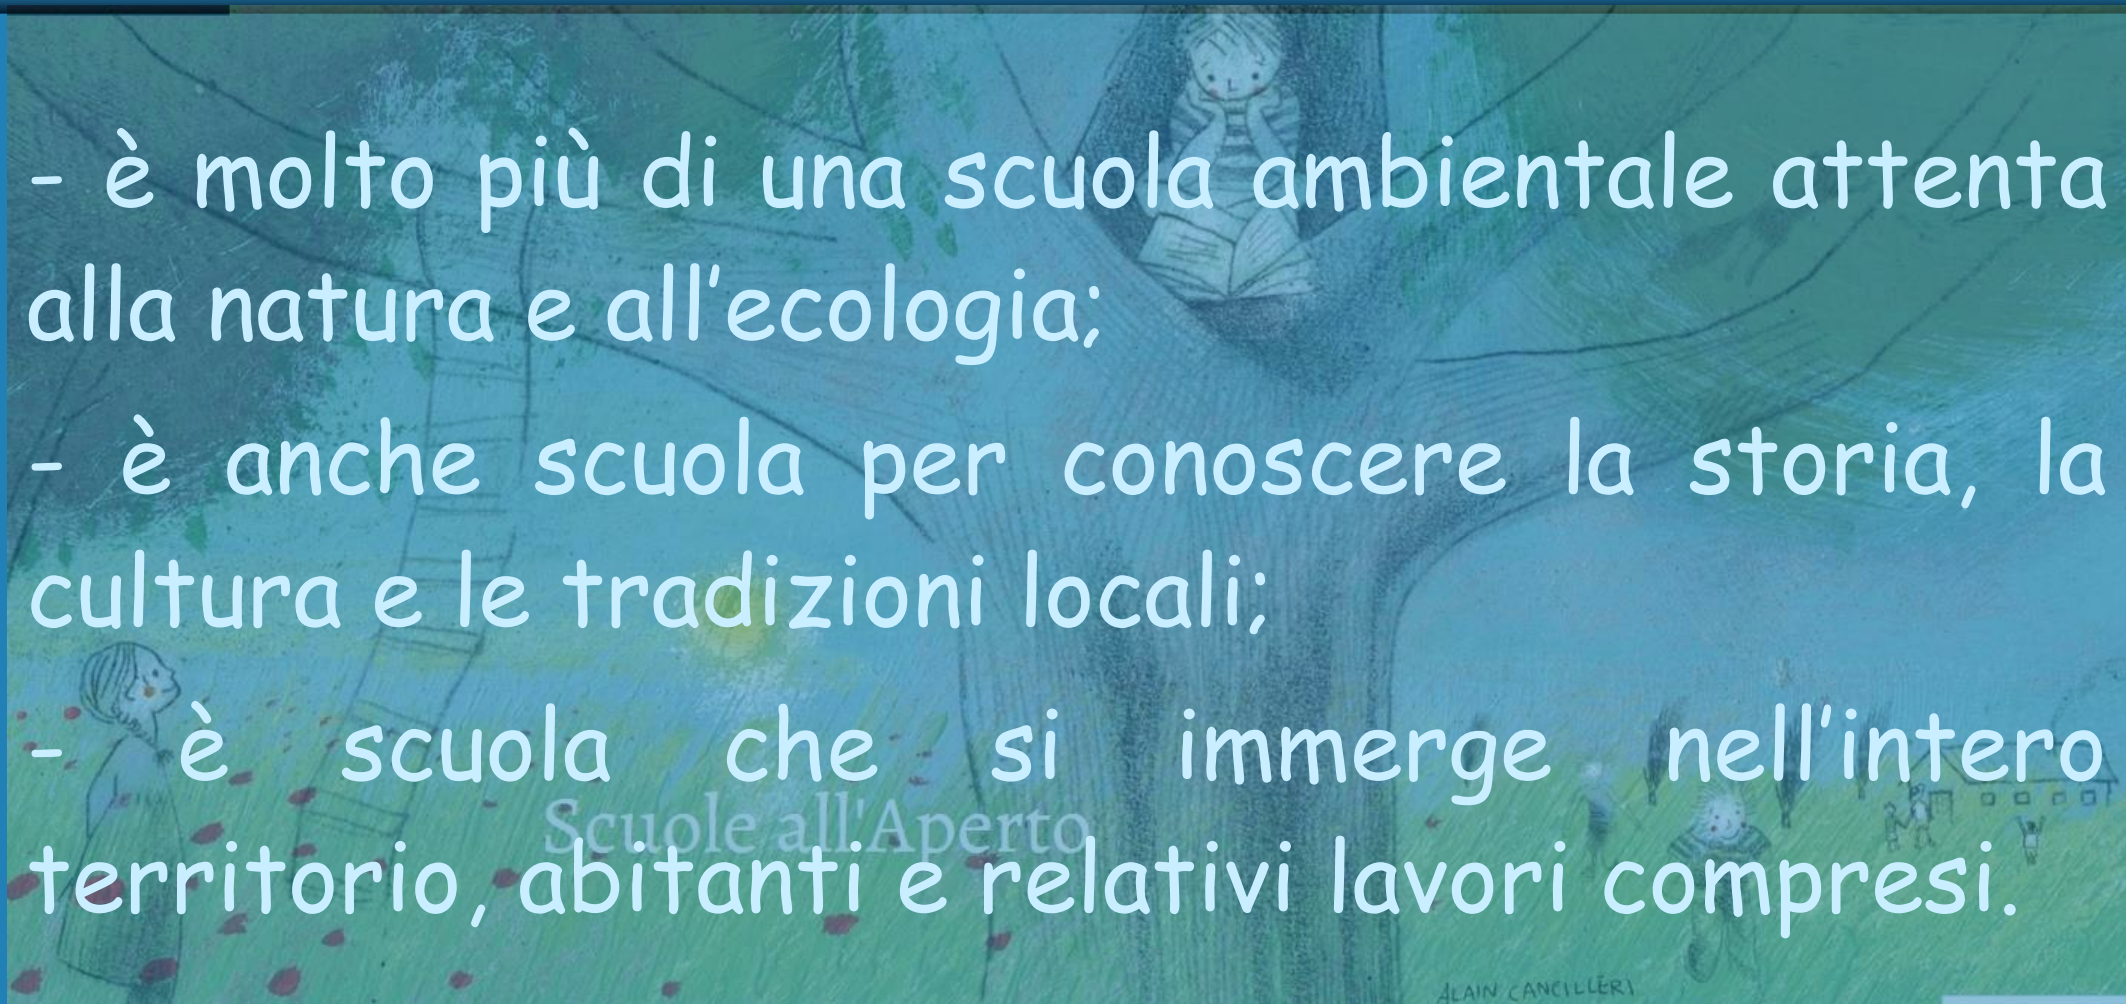 - è molto più di una scuola ambientale attenta
alla natura e all’ecologia;
- è anche scuola per conoscere la storia, la
cultura e le tradizioni locali;
- è scuola che si immerge nell’intero
Scuole all'Aperto
territorio, abitanti e relativi lavori compresi.
ALAIN CANCILLERI